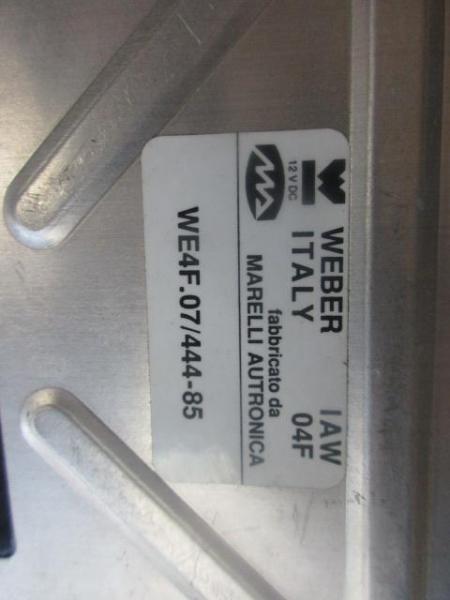 WEBER IAW
ITALY 04F
12 V DC
fabbricato da
MARELLI AUTRONICA
WE4F.07/444-85